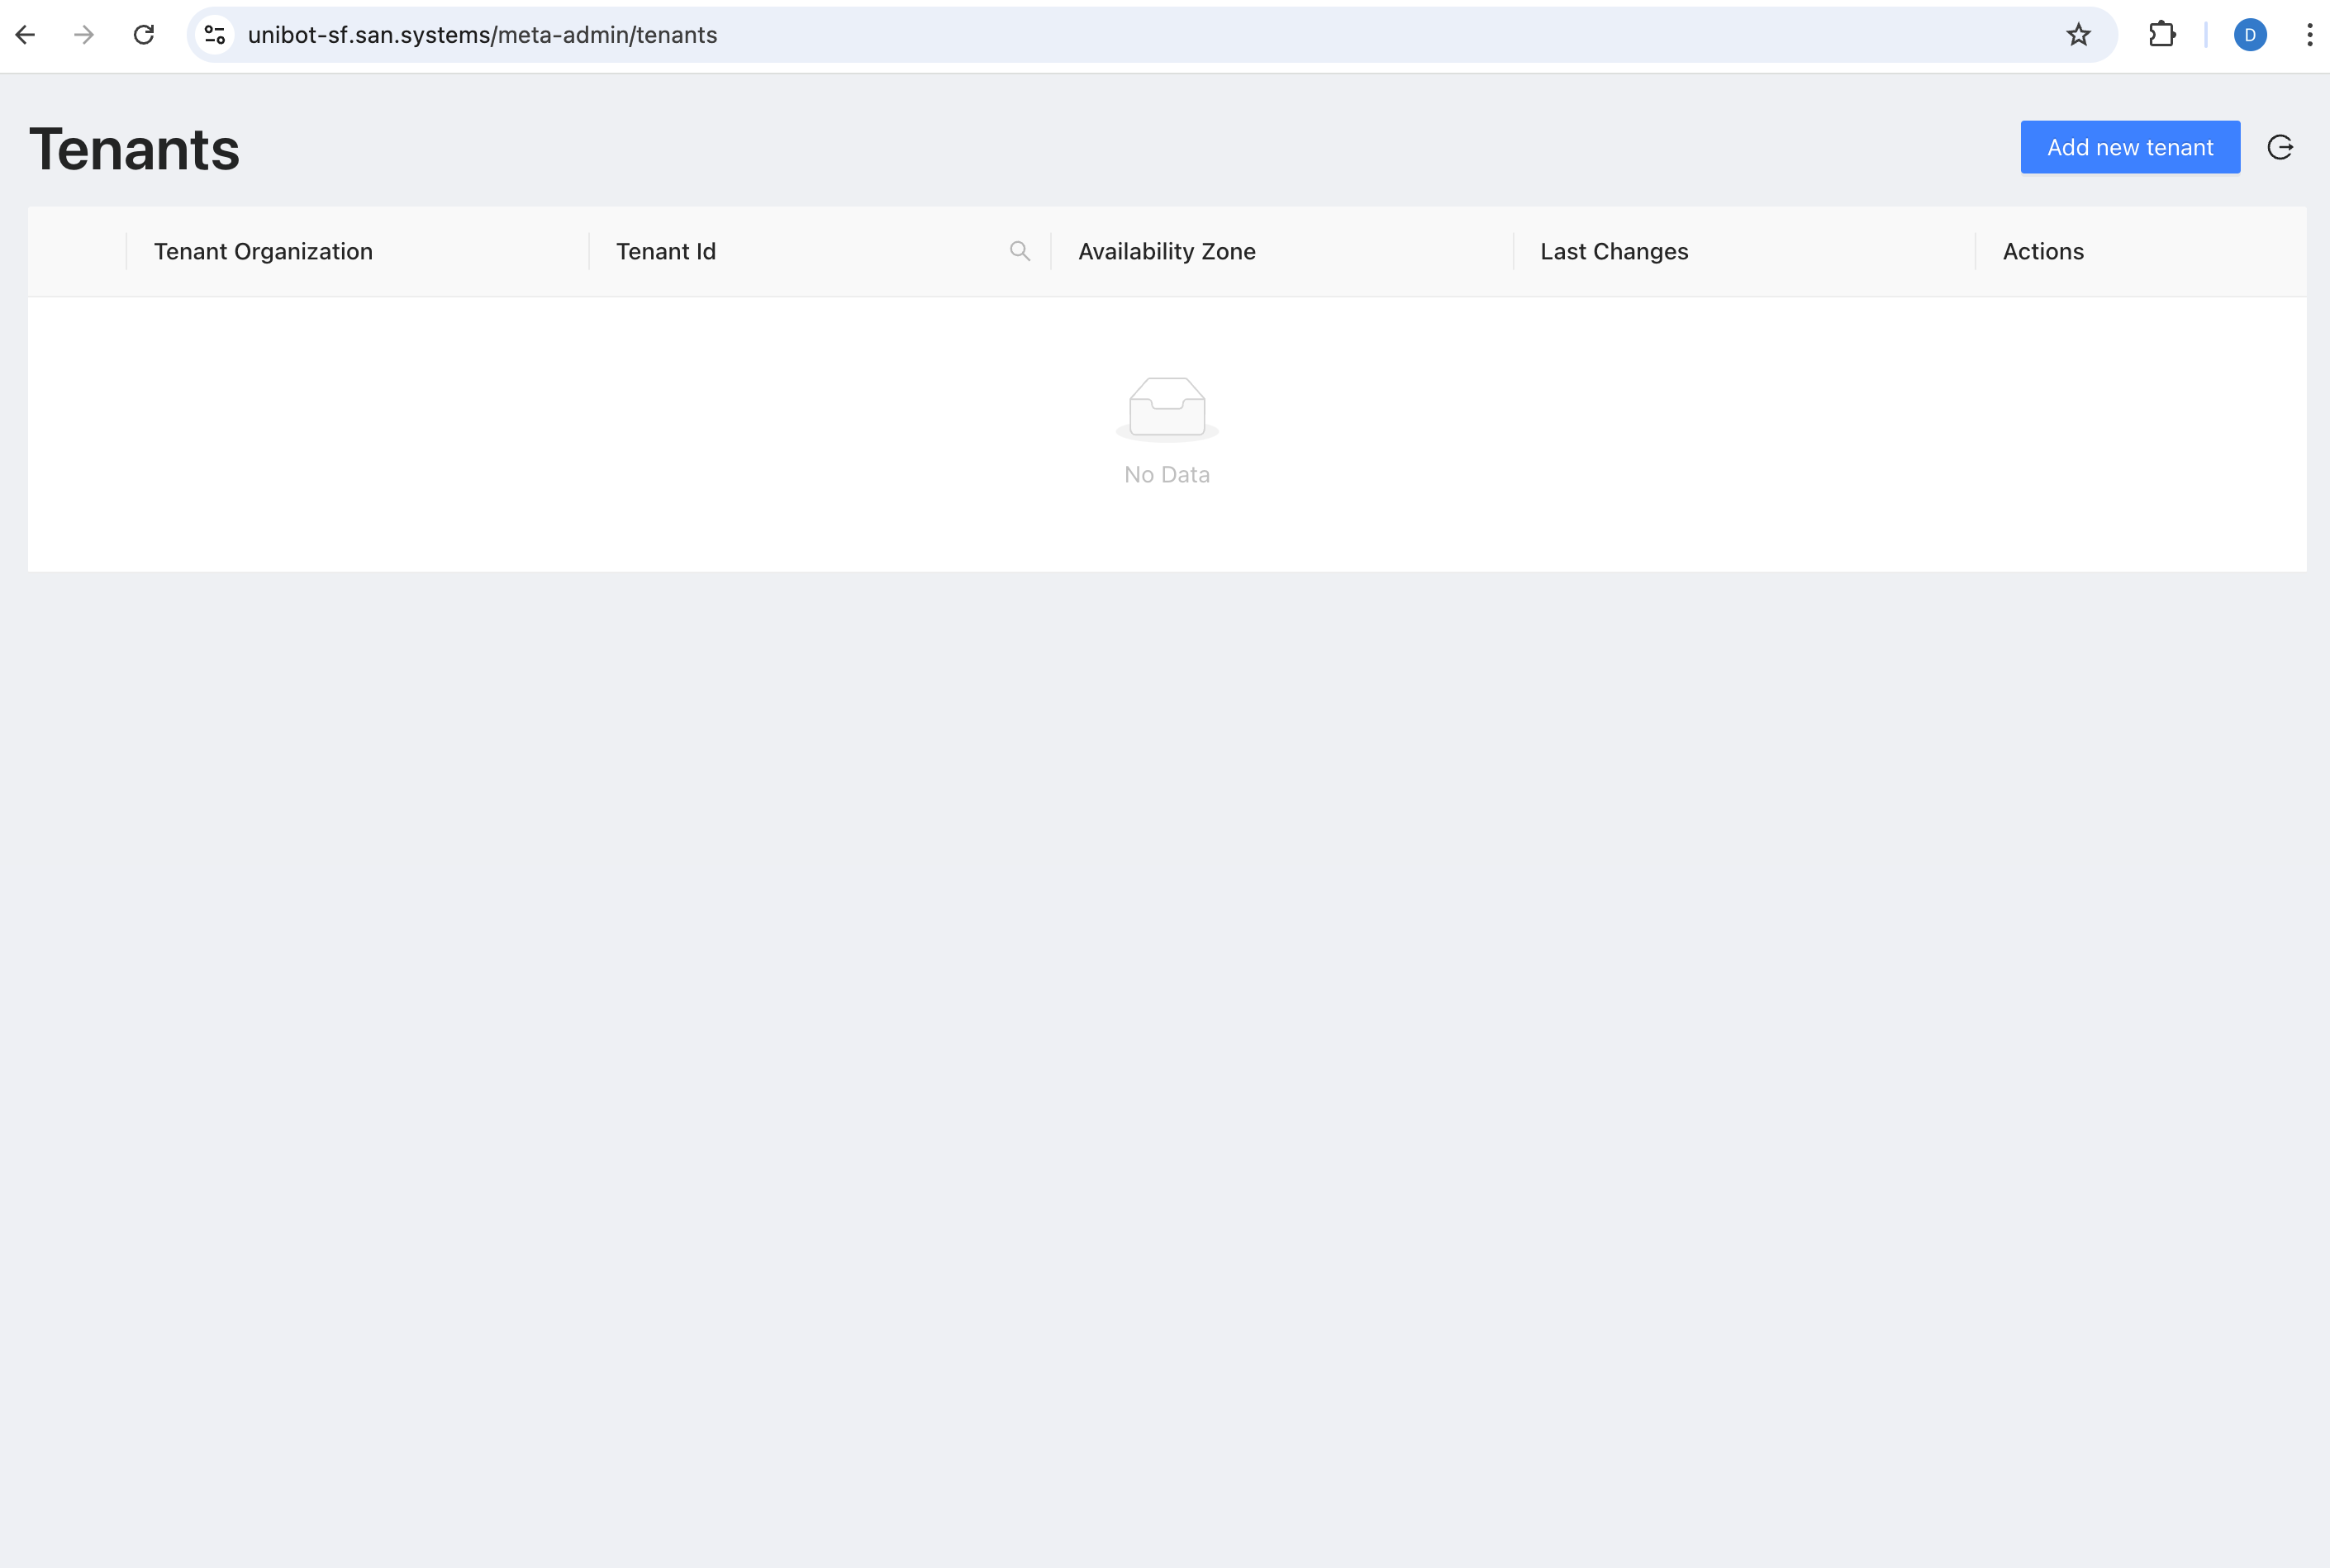 unibot-sf.san.systems/meta-admin/tenants
D
Tenants
Add new tenant
Tenant Organization
Tenant Id
Availability Zone
Last Changes
Actions
No Data